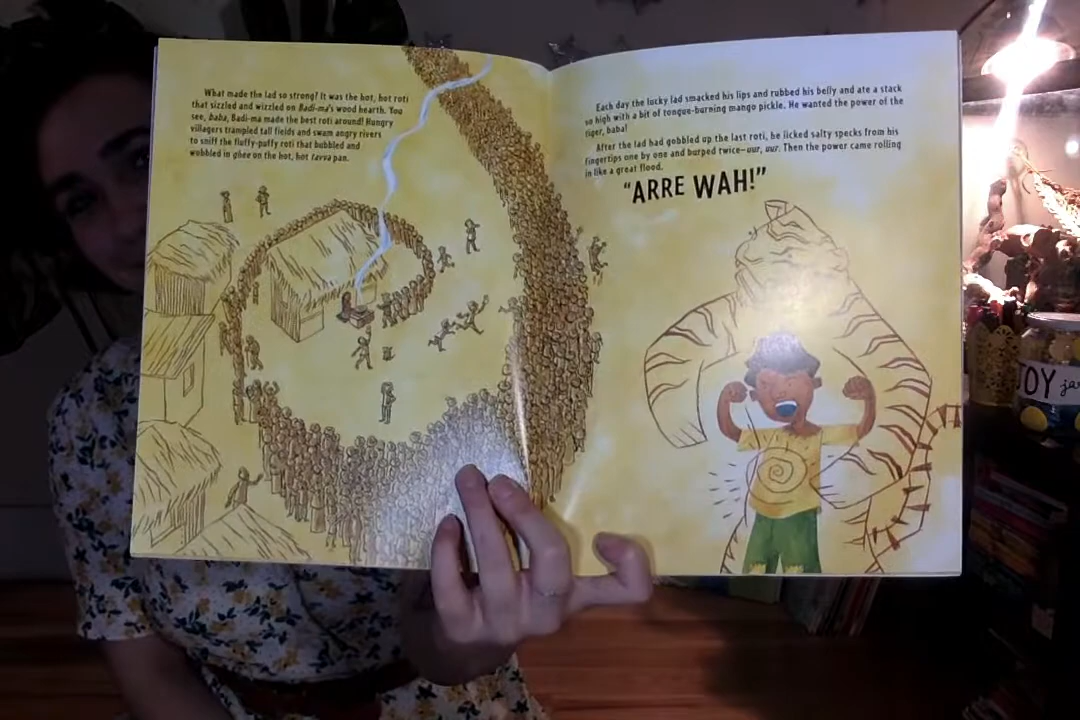 What made the lad so strong? It was the hot, hot roti
that sizzled and wizzled on Badi-ma's wood hearth. You
see, baba, Badi-ma made the best roti around! Hungry
villagers trampled tall fields and swam angry rivers
to sniff the fluffy-puffy roti that bubbled and
wobbled in ghee on the hot, hot tavva pan.
Each day the lucky lad smacked his lips and rubbed his belly and ate a stack
so high with a bit of tongue-burning mango pickle. He wanted the power of the
tiger, baba!
After the lad had gobbled up the last roti, he licked salty specks from his
fingertips one by one and burped twice—uur, uur. Then the power came rolling
in like a great flood.
"ARRE WAH!"
JOY ja